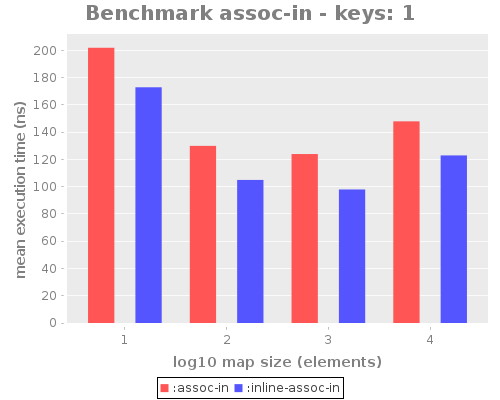 Benchmark assoc-in - keys: 1
mean execution time (ns)
200
180
160
140
120
100
80
60
40
20
0
1 2 3 4
log10 map size (elements)
:assoc-in :inline-assoc-in